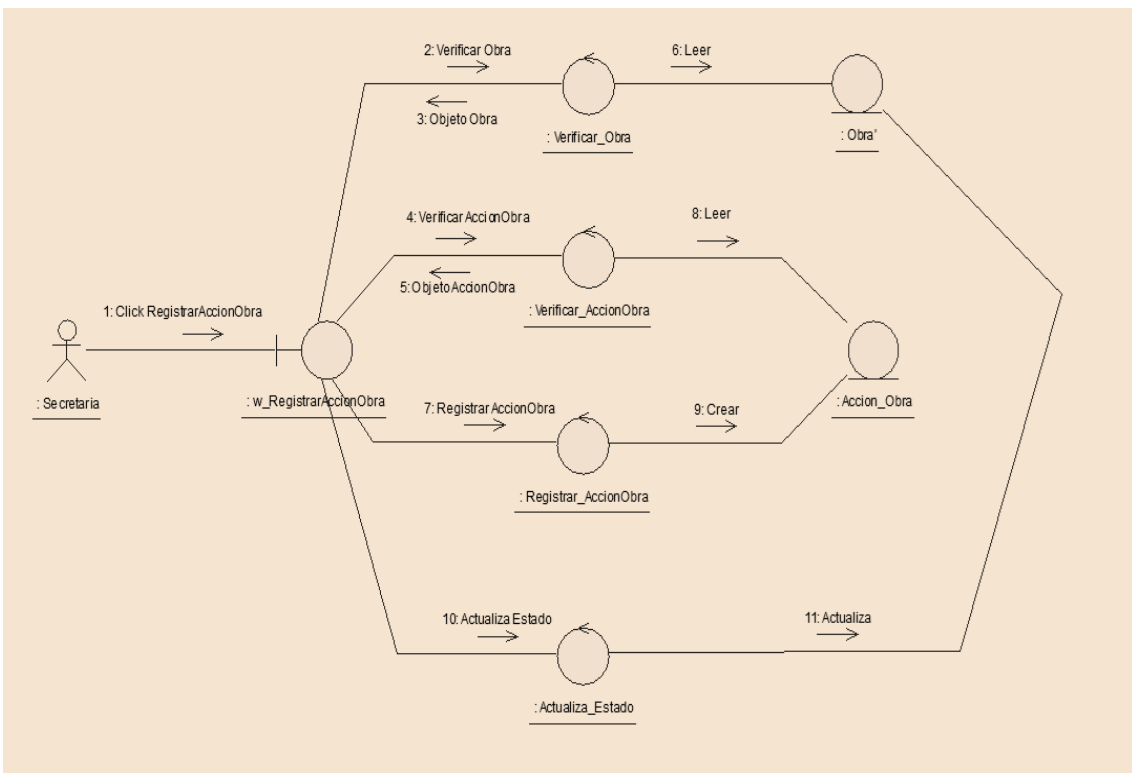 2: Verificar Obra
6: Leer
3: Objeto Obra
: Verificar_Obra
: Obra'
4: VerificarAccionObra
8: Leer
5: ObjetoAccionObra
: Verificar_AccionObra
1: Click RegistrarAccionObra
: Secretaria
: w_RegistrarAccionObra
7: RegistrarAccionObra
9: Crear
: Accion_Obra
: Registrar_AccionObra
10: Actualiza Estado
11: Actualiza
: Actualiza_Estado